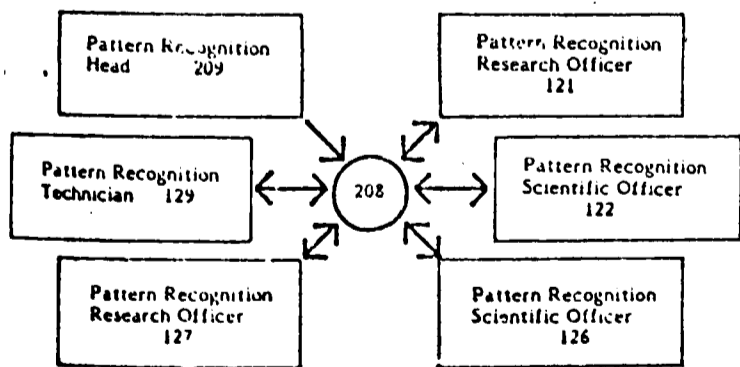 Pattern Recognition
Head 209
Pattern Recognition
Research Officer
121
Pattern Recognition
Technician 129
208
Pattern Recognition
Scientific Officer
122
Pattern Recognition
Research Officer
127
Pattern Recognition
Scientific Officer
126